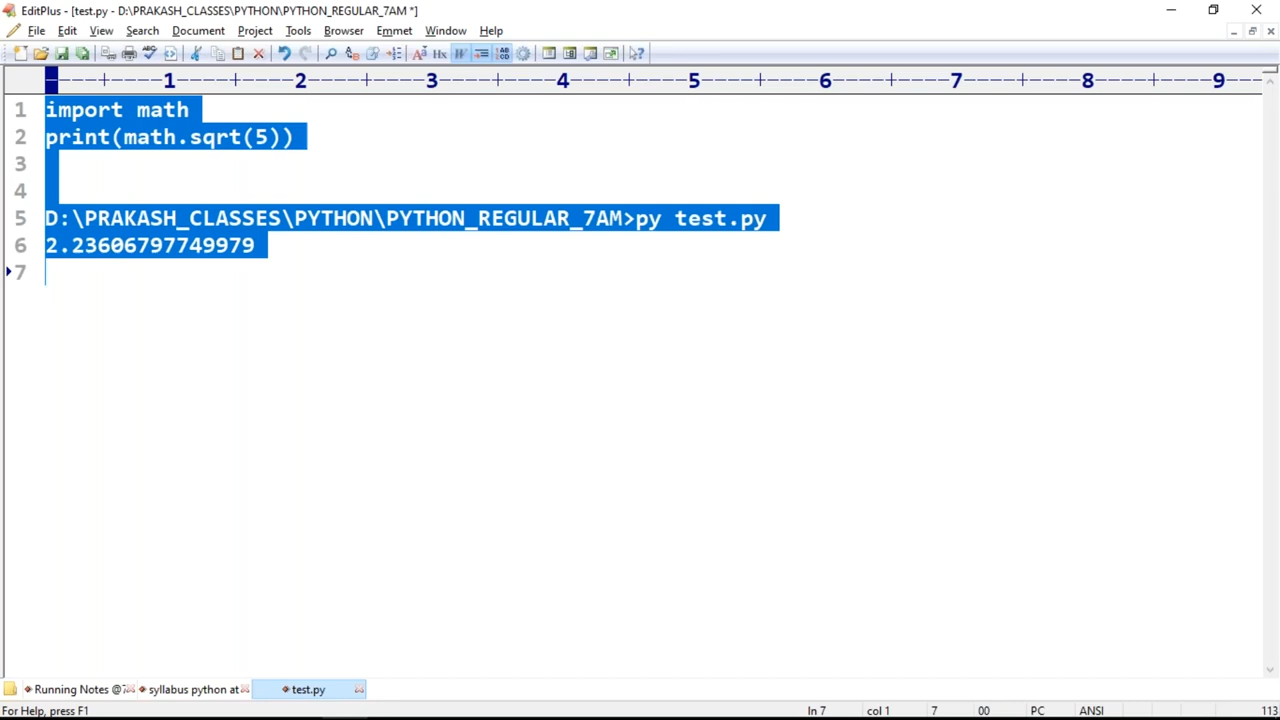 EditPlus - [test.py - D:\PRAKASH_CLASSES\PYTHON\PYTHON_REGULAR_7AM *]
File Edit View Search Document Project Tools Browser Emmet Window Help
----+----1----+----2----+----3----+----4----+----5----+----6----+----7----+----8----+----9----
1 import math
2 print(math.sqrt(5))
3
4
5 D:\PRAKASH_CLASSES\PYTHON\PYTHON_REGULAR_7AM>py test.py
6 2.23606797749979
7
Running Notes @7 syllabus python at test.py
For Help, press F1 ln 7 col 1 7 00 PC ANSI 113